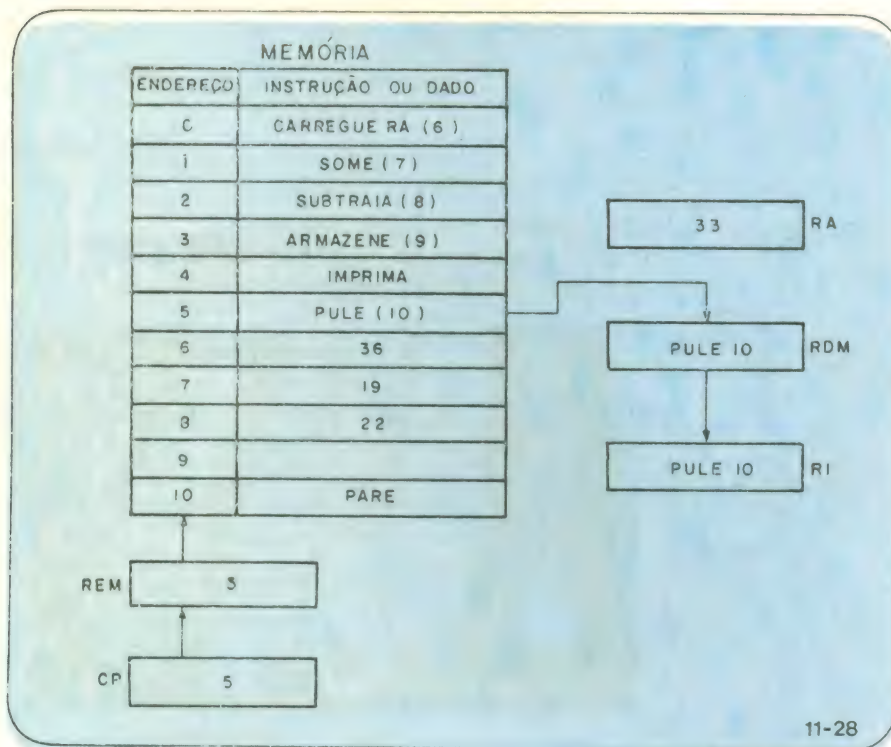 MEMÓRIA
ENDEREÇO INSTRUÇÃO OU DADO
0 CARREGUE RA (6)
1 SOME (7)
2 SUBTRAIA (8)
3 ARMAZENE (9)
4 IMPRIMA
5 PULE (10)
6 36
7 19
8 22
9
10 PARE
33 RA
PULE 10 RDM
PULE 10 RI
REM 5
CP 5
11-28